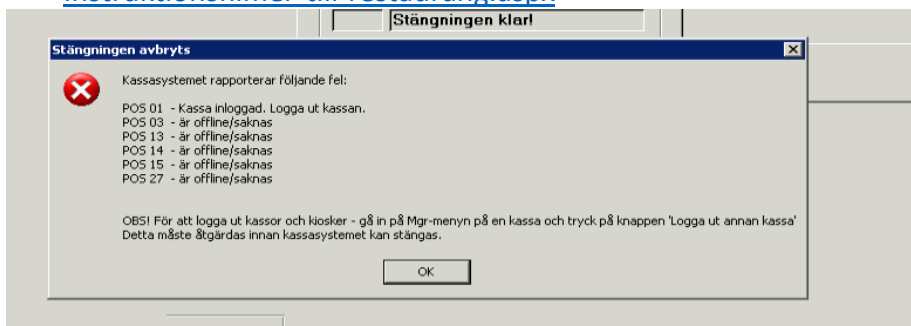 Stängningen klar!
Stängningen avbryts
Kassasystemet rapporterar följande fel:
POS 01 - Kassa inloggad. Logga ut kassan.
POS 03 - är offline/saknas
POS 13 - är offline/saknas
POS 14 - är offline/saknas
POS 15 - är offline/saknas
POS 27 - är offline/saknas
OBS! För att logga ut kassor och kiosker - gå in på Mgr-menyn på en kassa och tryck på knappen 'Logga ut annan kassa'
Detta måste åtgärdas innan kassasystemet kan stängas.
OK